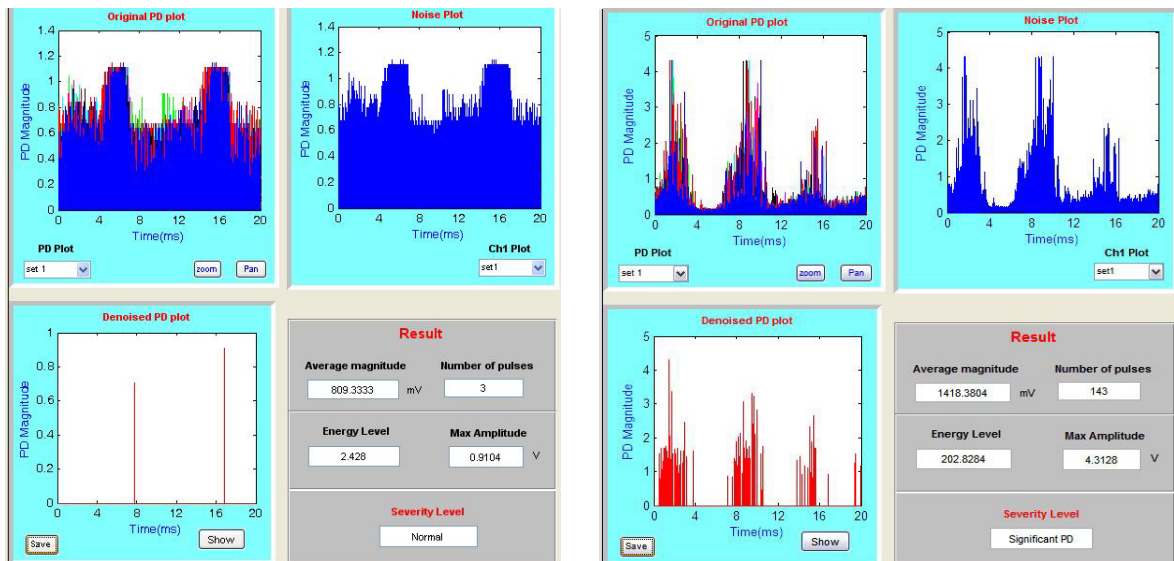 Original PD plot
1.4
1.2
1
0.8
0.6
0.4
0.2
0
PD Magnitude
0 4 8 12 16 20
Time(ms)
PD Plot
set 1
zoom
Pan
Noise Plot
1.4
1.2
1
0.8
0.6
0.4
0.2
0
0 4 8 12 16 20
Time(ms)
Ch1 Plot
set1
Denoised PD plot
1
0.8
0.6
0.4
0.2
0
PD Magnitude
0 4 8 12 16 20
Time(ms)
Save
Show
Result
Average magnitude Number of pulses
809.3333 mV 3
Energy Level Max Amplitude
2.428 0.9104 V
Severity Level
Normal
Original PD plot
5
4
3
2
1
0
PD Magnitude
0 4 8 12 16 20
Time(ms)
PD Plot
set 1
zoom
Pan
Noise Plot
5
4
3
2
1
0
PD Magnitude
0 4 8 12 16 20
Time(ms)
Ch1 Plot
set1
Denoised PD plot
5
4
3
2
1
0
PD Magnitude
0 4 8 12 16 20
Time(ms)
Save
Show
Result
Average magnitude Number of pulses
1418.3804 mV 143
Energy Level Max Amplitude
202.8284 4.3128 V
Severity Level
Significant PD